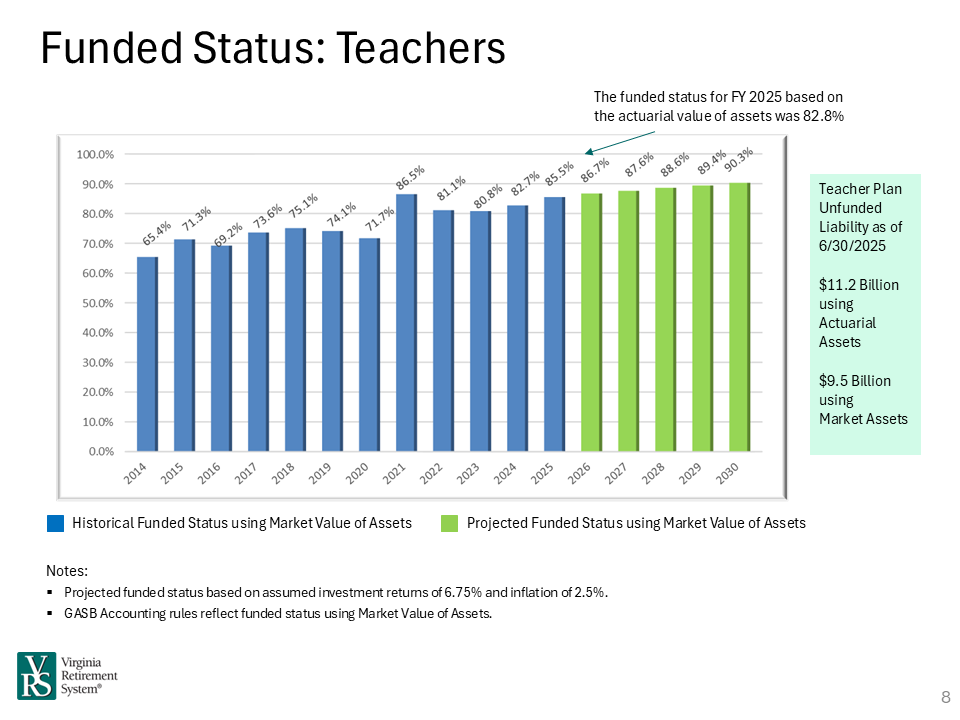 Funded Status: Teachers
The funded status for FY 2025 based on
the actuarial value of assets was 82.8%
100.0%
90.0%
80.0%
70.0%
60.0%
50.0%
40.0%
30.0%
20.0%
10.0%
0.0%
65.4% 71.3% 69.2% 73.6% 75.1% 74.1% 71.7% 86.5% 81.1% 80.8% 82.7% 85.5% 86.7% 87.6% 88.6% 89.4% 90.3%
2014 2015 2016 2017 2018 2019 2020 2021 2022 2023 2024 2025 2026 2027 2028 2029 2030
Teacher Plan
Unfunded
Liability as of
6/30/2025
$11.2 Billion
using
Actuarial
Assets
$9.5 Billion
using
Market Assets
Historical Funded Status using Market Value of Assets
Projected Funded Status using Market Value of Assets
Notes:
▪ Projected funded status based on assumed investment returns of 6.75% and inflation of 2.5%.
▪ GASB Accounting rules reflect funded status using Market Value of Assets.
VRS
Virginia
Retirement
System®
8